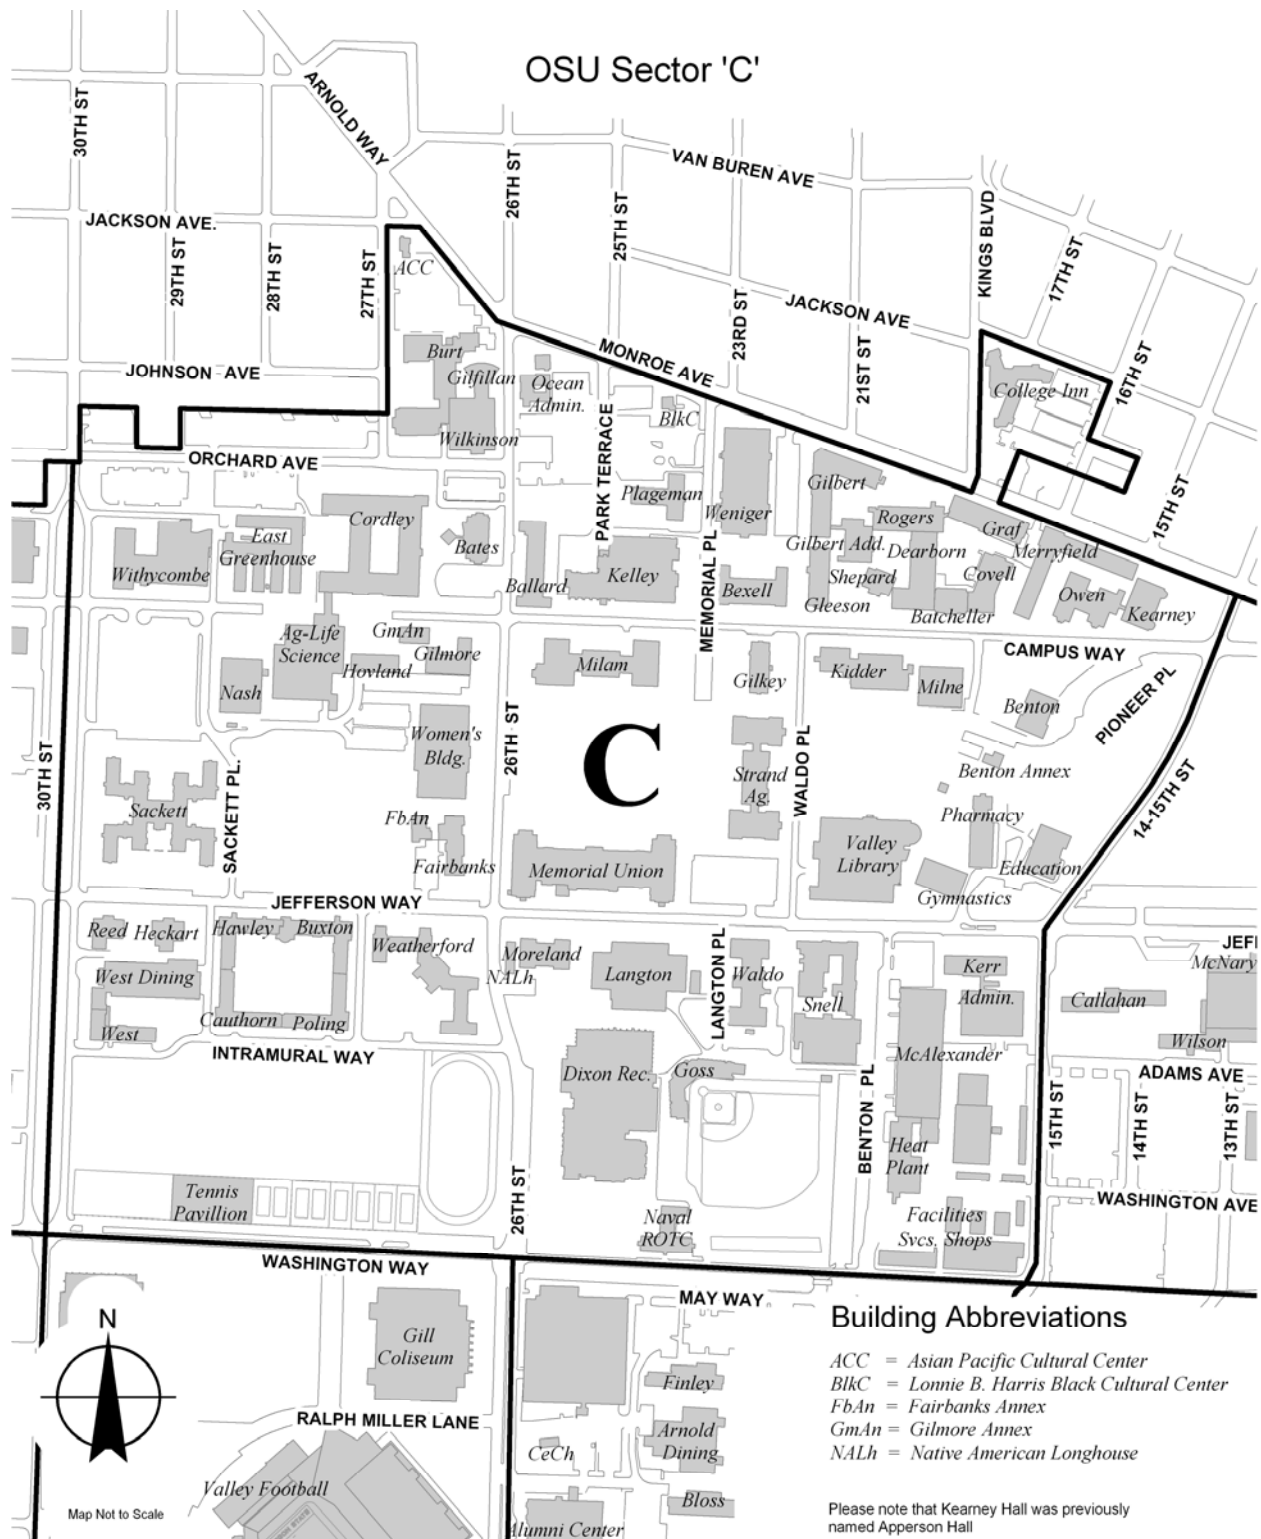 OSU Sector 'C'
30TH ST
ARNOLD WAY
VAN BUREN AVE
26TH ST
25TH ST
KINGS BLVD
JACKSON AVE.
29TH ST
28TH ST
27TH ST
ACC
17TH ST
JACKSON AVE
23RD ST
21ST ST
MONROE AVE
16TH ST
JOHNSON AVE
Burt
Gilfillan
Ocean
Admin.
College Inn
PARK TERRACE
BlkC
Wilkinson
ORCHARD AVE
Gilbert
Plageman
Weniger
15TH ST
Cordley
Rogers
Graf
East
Greenhouse
Bates
Gilbert Add.
Dearborn
Merryfield
Withycombe
Ballard
Kelley
MEMORIAL PL
Bexell
Shepard
Covell
Gleeson
Batcheller
Owen
Kearney
Ag-Life
Science
GmAn
Gilmore
Hovland
CAMPUS WAY
Milam
Nash
Gilkey
Kidder
Milne
Benton
PIONEER PL
Women's
Bldg.
26TH ST
C
Strand
Ag.
WALDO PL
Benton Annex
30TH ST
SACKETT PL.
Sackett
14-15TH ST
FbAn
Fairbanks
Pharmacy
Valley
Library
Memorial Union
Education
Gymnastics
JEFFERSON WAY
Reed
Heckart
Hawley
Buxton
Weatherford
Moreland
NALh
Langton
LANGTON PL
Waldo
Snell
Kerr
Admin.
JEFF
McNary
Callahan
West Dining
Cauthorn
Poling
West
INTRAMURAL WAY
Wilson
Dixon Rec.
Goss
McAlexander
ADAMS AVE
BENTON PL
15TH ST
14TH ST
13TH ST
Heat
Plant
26TH ST
Tennis
Pavillion
Naval
ROTC
Facilities
Svcs. Shops
WASHINGTON AVE
WASHINGTON WAY
MAY WAY
N
Gill
Coliseum
Finley
RALPH MILLER LANE
Arnold
Dining
CeCh
Valley Football
Bloss
Alumni Center
Map Not to Scale
Building Abbreviations
ACC = Asian Pacific Cultural Center
BlkC = Lonnie B. Harris Black Cultural Center
FbAn = Fairbanks Annex
GmAn = Gilmore Annex
NALh = Native American Longhouse
Please note that Kearney Hall was previously
named Apperson Hall